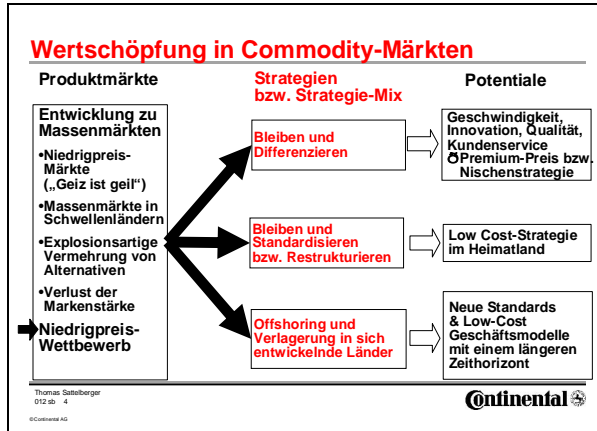 Wertschöpfung in Commodity-Märkten
Produktmärkte
Strategien
bzw. Strategie-Mix
Potentiale
Entwicklung zu
Massenmärkten
•Niedrigpreis-
Märkte
(„Geiz ist geil“)
•Massenmärkte in
Schwellenländern
•Explosionsartige
Vermehrung von
Alternativen
•Verlust der
Markenstärke
Niedrigpreis-
Wettbewerb
Bleiben und
Differenzieren
Bleiben und
Standardisieren
bzw. Restrukturieren
Offshoring und
Verlagerung in sich
entwickelnde Länder
Geschwindigkeit,
Innovation, Qualität,
Kundenservice
ÕPremium-Preis bzw.
Nischenstrategie
Low Cost-Strategie
im Heimatland
Neue Standards
& Low-Cost
Geschäftsmodelle
mit einem längeren
Zeithorizont
Thomas Sattelberger
012 sb 4
©Continental AG
Continental